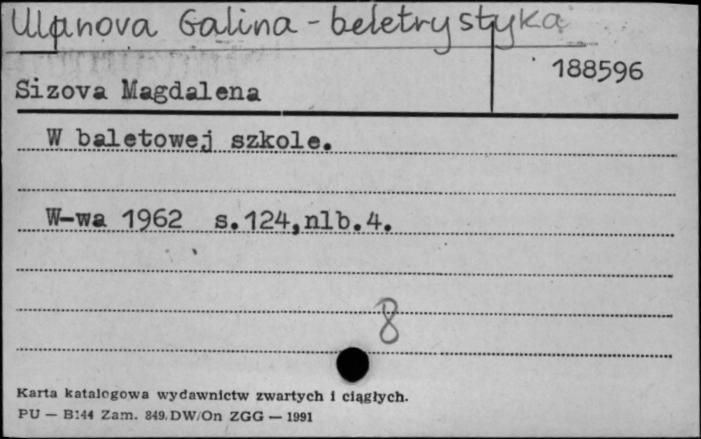 Ulanova Galina - beletrystyka
188596
Sizova Magdalena
W baletowej szkole.
W-wa 1962 s.124,nlb.4.
8
Karta katalogowa wydawnictw zwartych i ciągłych.
PU — B144 Zam. 849. DW/On ZGG — 1991